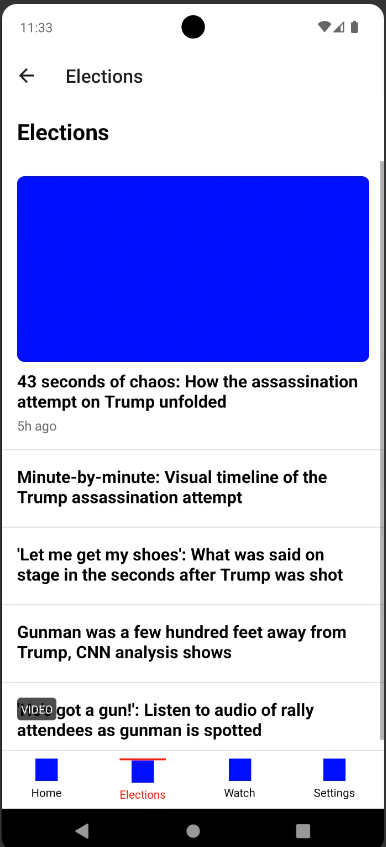 11:33
Elections
Elections
43 seconds of chaos: How the assassination
attempt on Trump unfolded
5h ago
Minute-by-minute: Visual timeline of the
Trump assassination attempt
'Let me get my shoes': What was said on
stage in the seconds after Trump was shot
Gunman was a few hundred feet away from
Trump, CNN analysis shows
VIDEO
got a gun!': Listen to audio of rally
attendees as gunman is spotted
Home
Elections
Watch
Settings